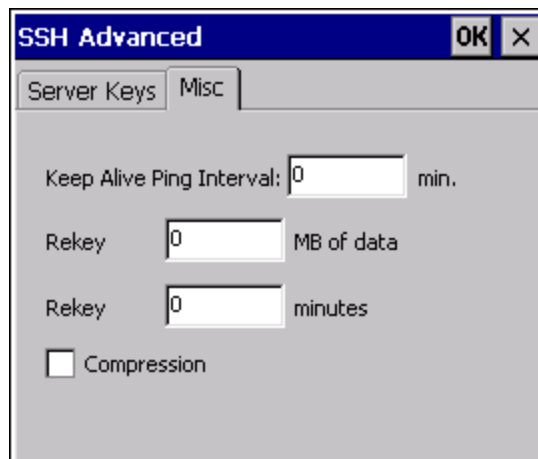 SSH Advanced OK ×
Server Keys Misc
Keep Alive Ping Interval: 0 min.
Rekey 0 MB of data
Rekey 0 minutes
Compression